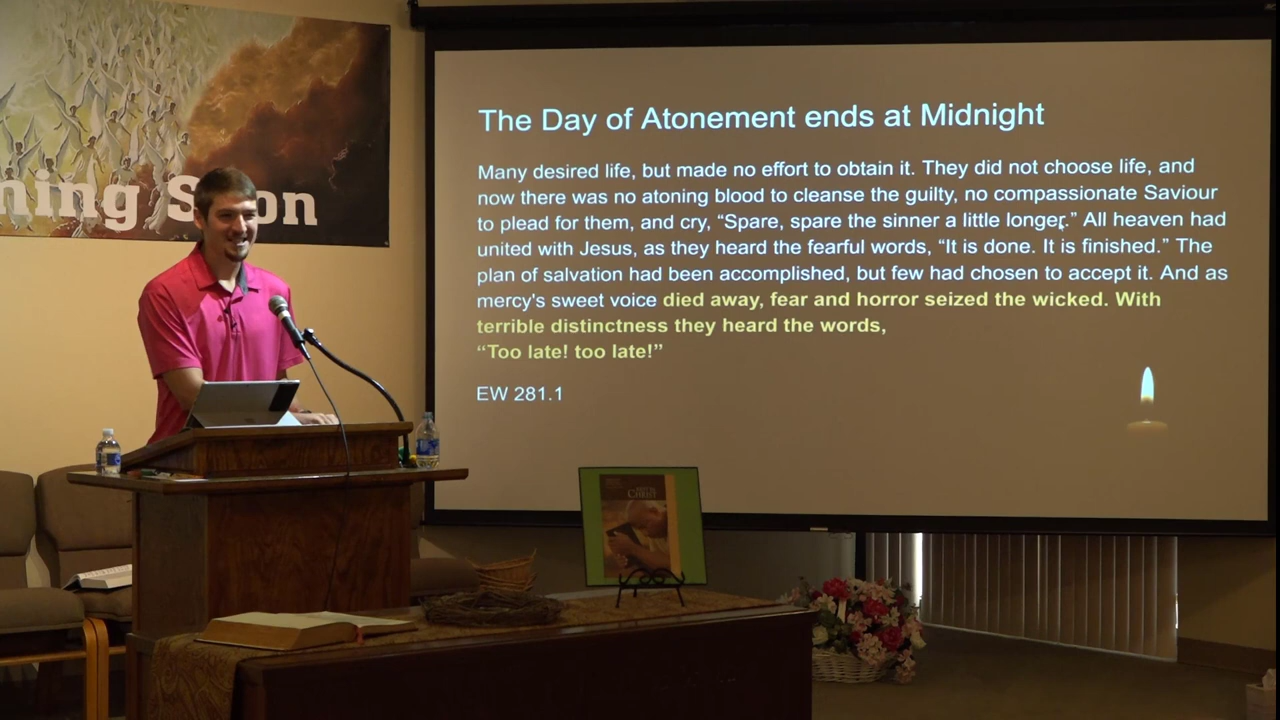 ning Soon
The Day of Atonement ends at Midnight
Many desired life, but made no effort to obtain it. They did not choose life, and
now there was no atoning blood to cleanse the guilty, no compassionate Saviour
to plead for them, and cry, “Spare, spare the sinner a little longer.” All heaven had
united with Jesus, as they heard the fearful words, “It is done. It is finished.” The
plan of salvation had been accomplished, but few had chosen to accept it. And as
mercy's sweet voice died away, fear and horror seized the wicked. With
terrible distinctness they heard the words,
“Too late! too late!”
EW 281.1
CHRIST